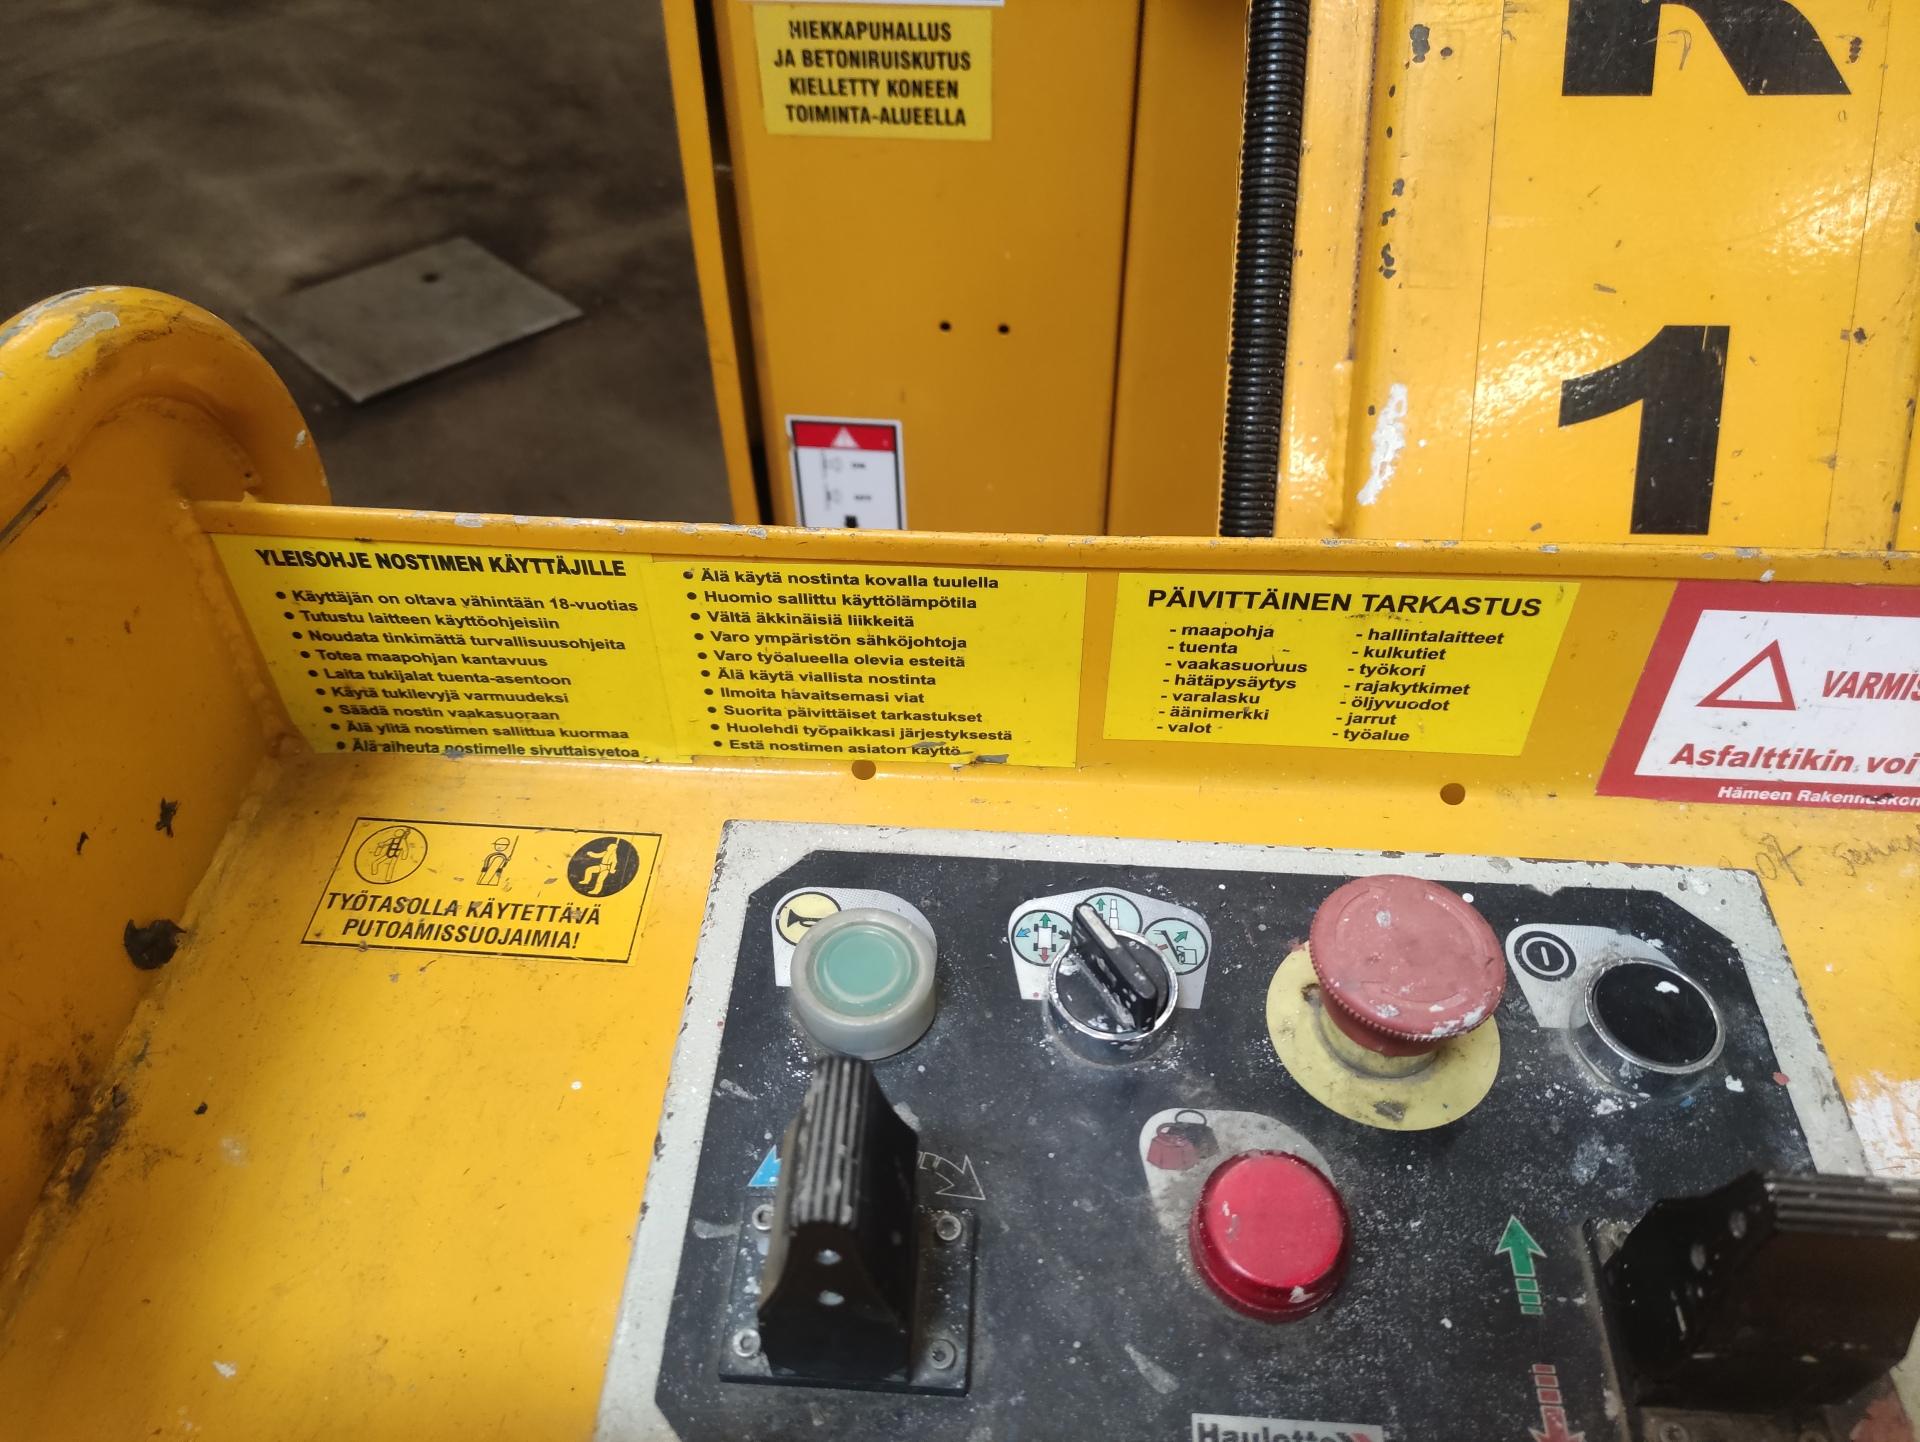 HIEKKAPUHALLUS
JA BETONIRUISKUTUS
KIELLETTY KONEEN
TOIMINTA-ALUEELLA
1
YLEISOHJE NOSTIMEN KÄYTTÄJILLE
• Käyttäjän on oltava vähintään 18-vuotias
• Tutustu laitteen käyttöohjeisiin
• Noudata tinkimättä turvallisuusohjeita
• Totea maapohjan kantavuus
• Laita tukijalat tuenta-asentoon
• Käytä tukilevyjä varmuudeksi
• Säädä nostin vaakasuoraan
• Älä ylitä nostimen sallittua kuormaa
• Älä aiheuta nostimelle sivuttaisvetoa
• Älä käytä nostinta kovalla tuulella
• Huomio sallittu käyttölämpötila
• Vältä äkkinäisiä liikkeitä
• Varo ympäristön sähköjohtoja
• Varo työalueella olevia esteitä
• Älä käytä viallista nostinta
• Ilmoita havaitsemasi viat
• Suorita päivittäiset tarkastukset
• Huolehdi työpaikkasi järjestyksestä
• Estä nostimen asiaton käyttö
PÄIVITTÄINEN TARKASTUS
- maapohja
- tuenta
- vaakasuoruus
- hätäpysäytys
- varalasku
- äänimerkki
- valot
- hallintalaitteet
- kulkutiet
- työkori
- rajakytkimet
- öljyvuodot
- jarrut
- työalue
VARMIS
Asfalttikin voi
Hämeen Rakennuskon
TYÖTASOLLA KÄYTETTÄVÄ
PUTOAMISSUOJAIMIA!
Haulotte